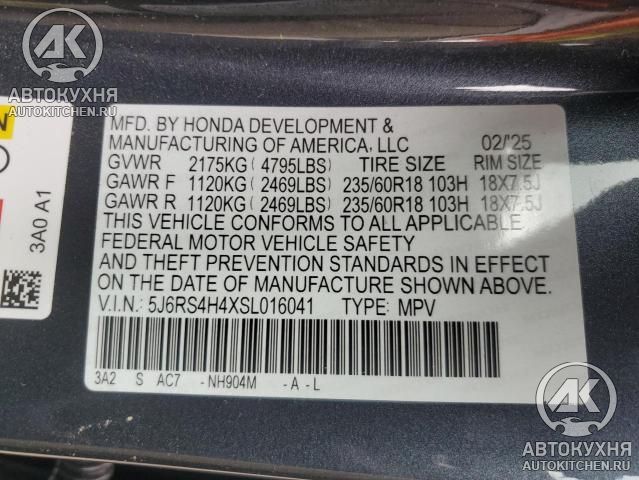 AK
АВТОКУХНЯ
AUTOKITCHEN.RU
3A0 A1
MFD. BY HONDA DEVELOPMENT &
MANUFACTURING OF AMERICA, LLC 02/'25
GVWR 2175KG ( 4795LBS) TIRE SIZE RIM SIZE
GAWR F 1120KG ( 2469LBS) 235/60R18 103H 18X7.5J
GAWR R 1120KG ( 2469LBS) 235/60R18 103H 18X7.5J
THIS VEHICLE CONFORMS TO ALL APPLICABLE
FEDERAL MOTOR VEHICLE SAFETY
AND THEFT PREVENTION STANDARDS IN EFFECT
ON THE DATE OF MANUFACTURE SHOWN ABOVE.
V.I.N.: 5J6RS4H4XSL016041 TYPE: MPV
3A2 S AC7 -NH904M -A - L
AK
АВТОКУХНЯ
AUTOKITCHEN.RU